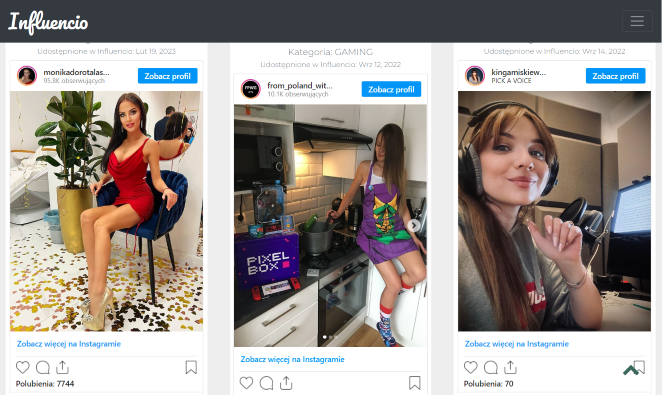 Influencio
Udostępnione w Influencio: Lut 19, 2023
monikadorotalas...
95.8K obserwujących
Zobacz profil
Zobacz więcej na Instagramie
Polubienia: 7744
Kategoria: GAMING
Udostępnione w Influencio: Wrz 12, 2022
from_poland_wit...
10.1K obserwujących
Zobacz profil
PIXEL
BOX
Zobacz więcej na Instagramie
Udostępnione w Influencio: Wrz 14, 2022
kingamiskiew...
PICK A VOICE
Zobacz profil
Zobacz więcej na Instagramie
Polubienia: 70